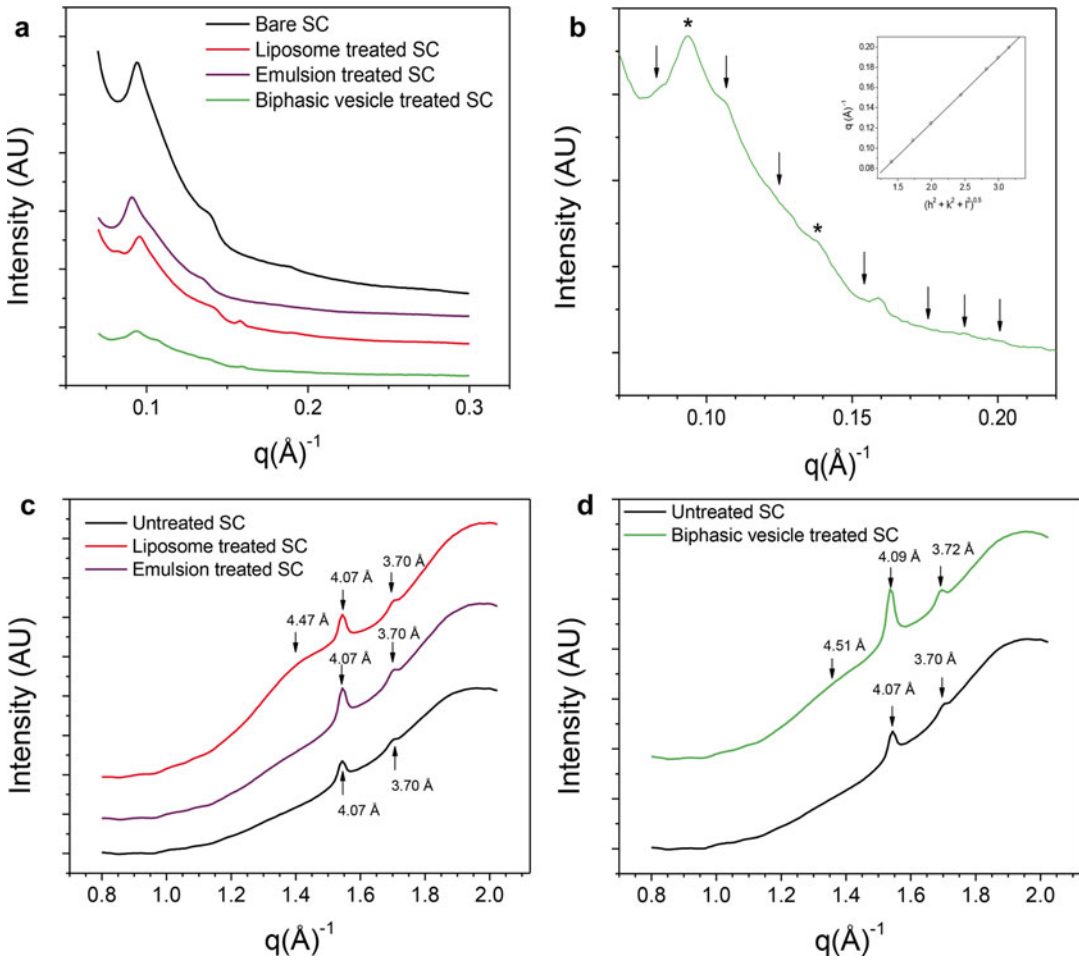 a
Bare SC
Liposome treated SC
Emulsion treated SC
Biphasic vesicle treated SC
Intensity (AU)
0.1
0.2
0.3
q(Å)⁻¹
b
*
*
Intensity (AU)
0.10
0.15
0.20
q(Å)⁻¹
0.20
0.16
0.12
0.08
q (Å)⁻¹
1.5
2.0
2.5
3.0
(h² + k² + l²)⁰·⁵
c
Untreated SC
Liposome treated SC
Emulsion treated SC
3.70 Å
4.07 Å
4.47 Å
3.70 Å
4.07 Å
3.70 Å
4.07 Å
Intensity (AU)
0.8
1.0
1.2
1.4
1.6
1.8
2.0
q(Å)⁻¹
d
Untreated SC
Biphasic vesicle treated SC
4.09 Å
3.72 Å
4.51 Å
3.70 Å
4.07 Å
Intensity (AU)
0.8
1.0
1.2
1.4
1.6
1.8
2.0
q(Å)⁻¹